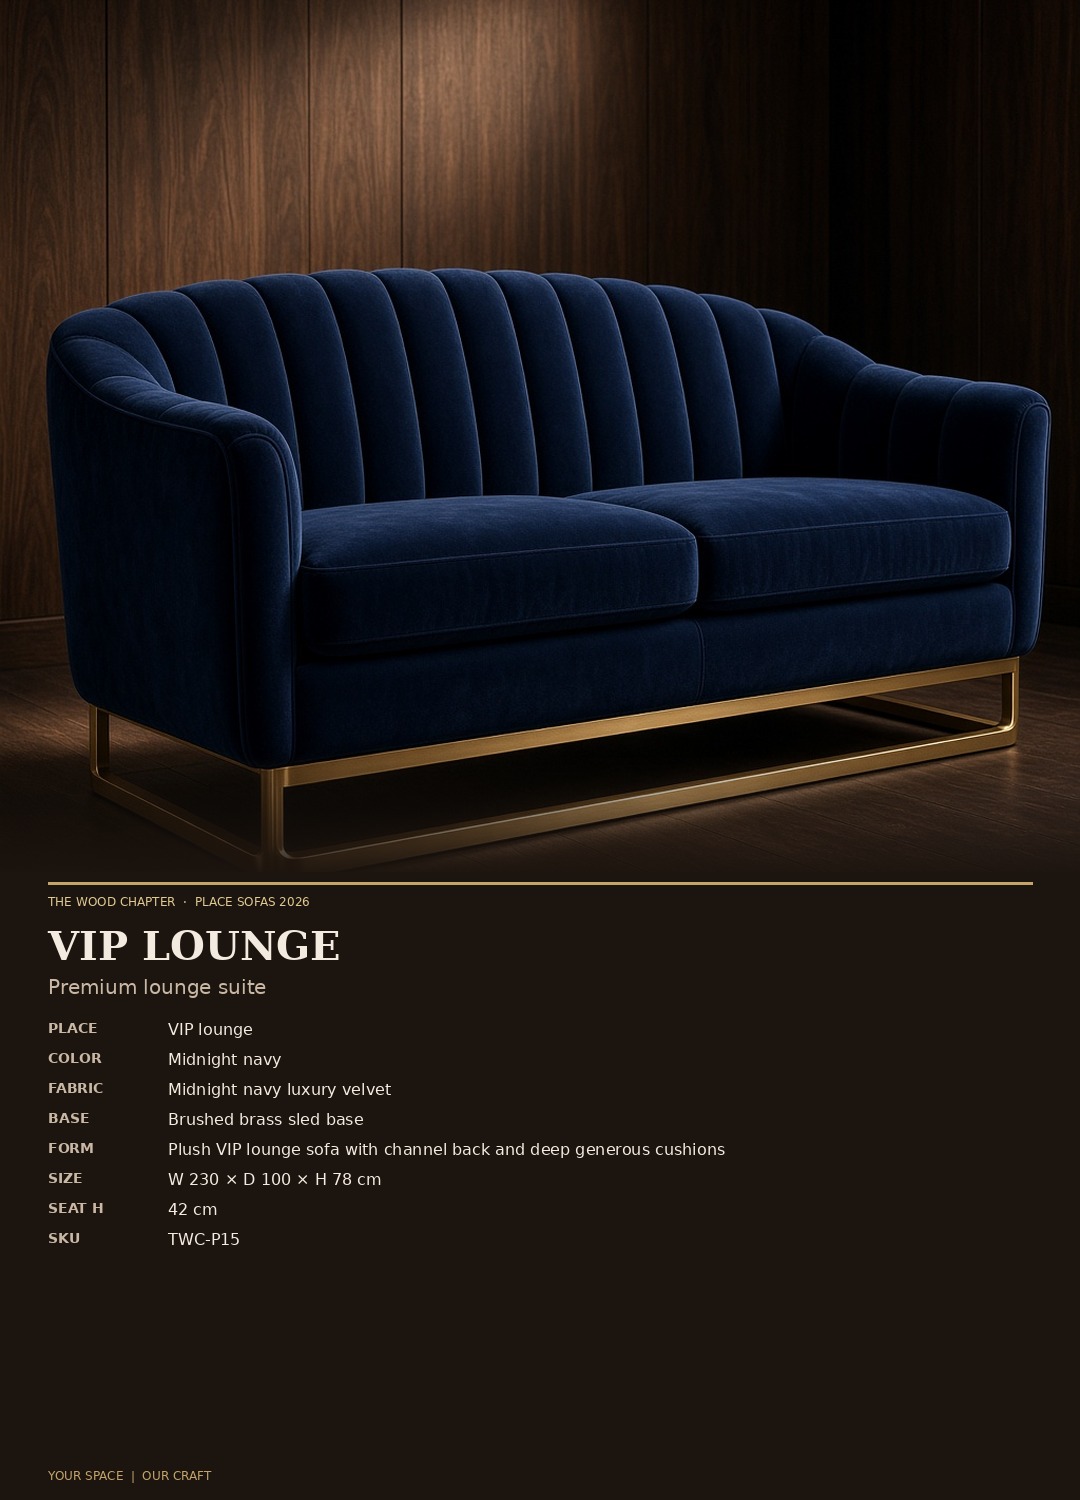 THE WOOD CHAPTER · PLACE SOFAS 2026
VIP LOUNGE
Premium lounge suite
PLACE VIP lounge
COLOR Midnight navy
FABRIC Midnight navy luxury velvet
BASE Brushed brass sled base
FORM Plush VIP lounge sofa with channel back and deep generous cushions
SIZE W 230 × D 100 × H 78 cm
SEAT H 42 cm
SKU TWC-P15
YOUR SPACE | OUR CRAFT